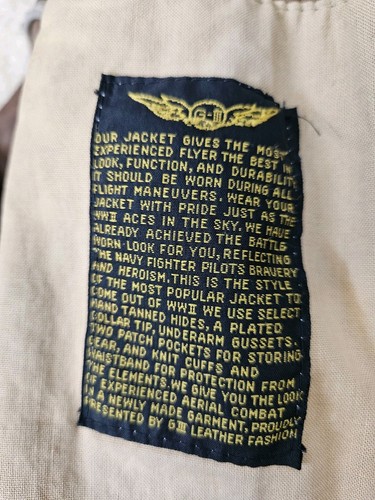 G-III
OUR JACKET GIVES THE MOST
EXPERIENCED FLYER THE BEST IN
LOOK, FUNCTION, AND DURABILITY
IT SHOULD BE WORN DURING ALL
FLIGHT MANEUVERS. WEAR YOUR
JACKET WITH PRIDE JUST AS THE
WWII ACES IN THE SKY. WE HAVE
ALREADY ACHIEVED THE BATTLE
WORN LOOK FOR YOU, REFLECTING
THE NAVY FIGHTER PILOTS BRAVERY
AND HEROISM. THIS IS THE STYLE
OF THE MOST POPULAR JACKET TO
COME OUT OF WWII WE USE SELECT
HAND TANNED HIDES, A PLATED
COLLAR TIP, UNDERARM GUSSETS.
TWO PATCH POCKETS FOR STORING
GEAR, AND KNIT CUFFS AND
WAISTBAND FOR PROTECTION FROM
THE ELEMENTS. WE GIVE YOU THE LOOK
OF EXPERIENCED AERIAL COMBAT
IN A NEWLY MADE GARMENT, PROUDLY
PRESENTED BY G III LEATHER FASHION